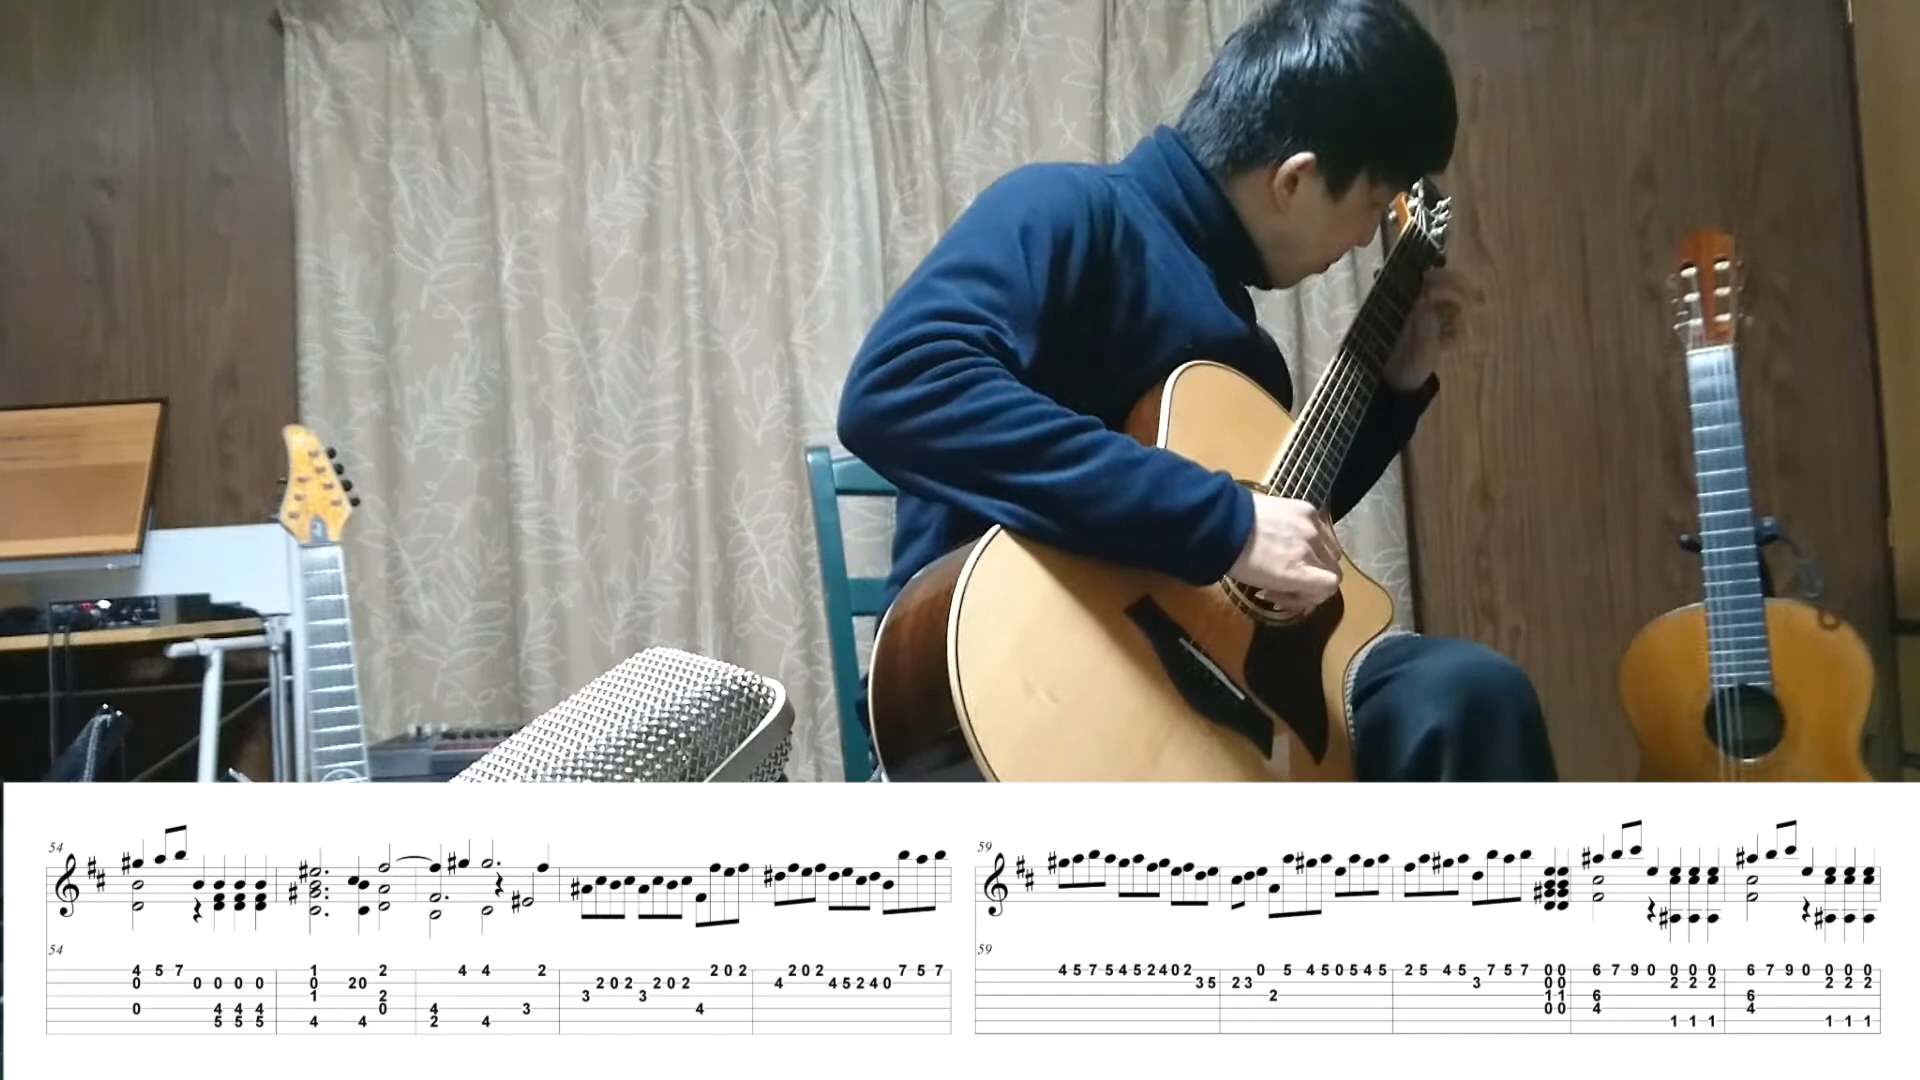 54
59
54
59
4 5 7 1 2 4 4 2 2 0 2 2 0 2 7 5 7
0 0 0 0 0 0 2 0 2 0 2 2 0 2 4 4 5 2 4 0
1 2 3 3
0 4 4 4 0 4 3 4
5 5 5 4 4 2 4
4 5 7 5 4 5 2 4 0 2 0 5 4 5 0 5 4 5 2 5 4 5 7 5 7 0 0 6 7 9 0 0 0 0 6 7 9 0 0 0 0
3 5 2 3 3 0 0 2 2 2 2 2 2
2 1 1 6 6
0 0 4 4
1 1 1 1 1 1